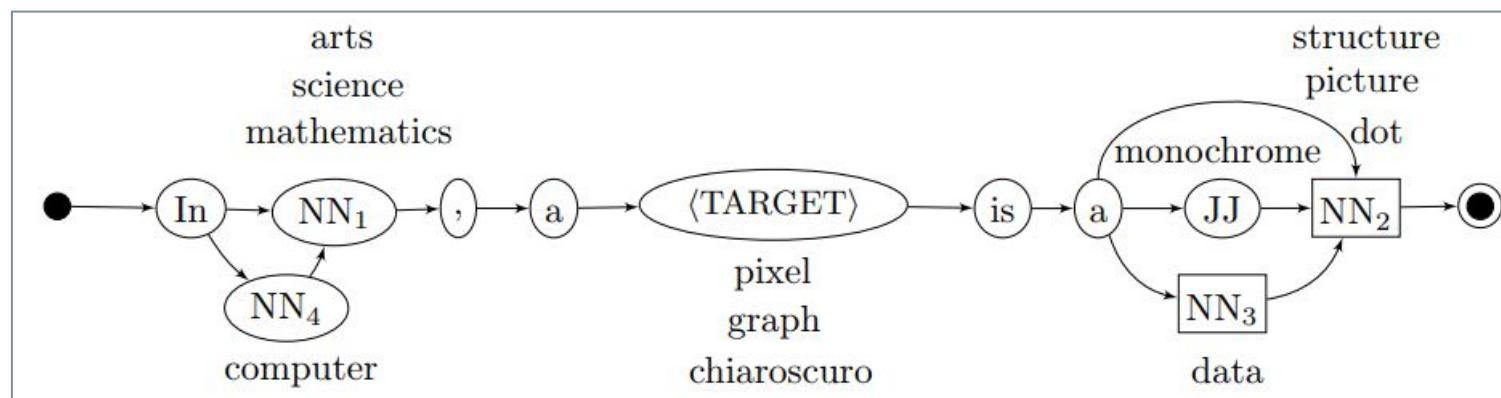 arts
science
mathematics
structure
picture
dot
monochrome
In NN₁ , a ⟨TARGET⟩ is a JJ NN₂
NN₄ NN₃
computer
pixel
graph
chiaroscuro
data